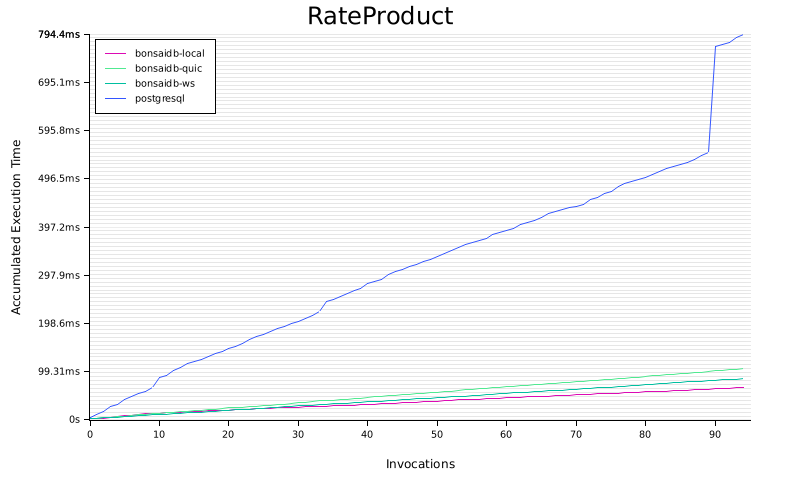 RateProduct
794.4ms
bonsaidb-local
bonsaidb-quic
bonsaidb-ws
postgresql
695.1ms
595.8ms
496.5ms
397.2ms
297.9ms
198.6ms
99.31ms
0s
Accumulated Execution Time
0 10 20 30 40 50 60 70 80 90
Invocations